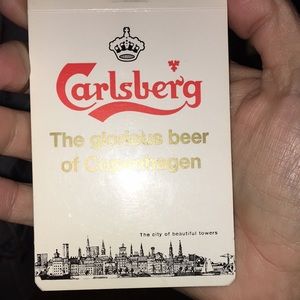 Carlsberg
The glorious beer
of Copenhagen
The city of beautiful towers